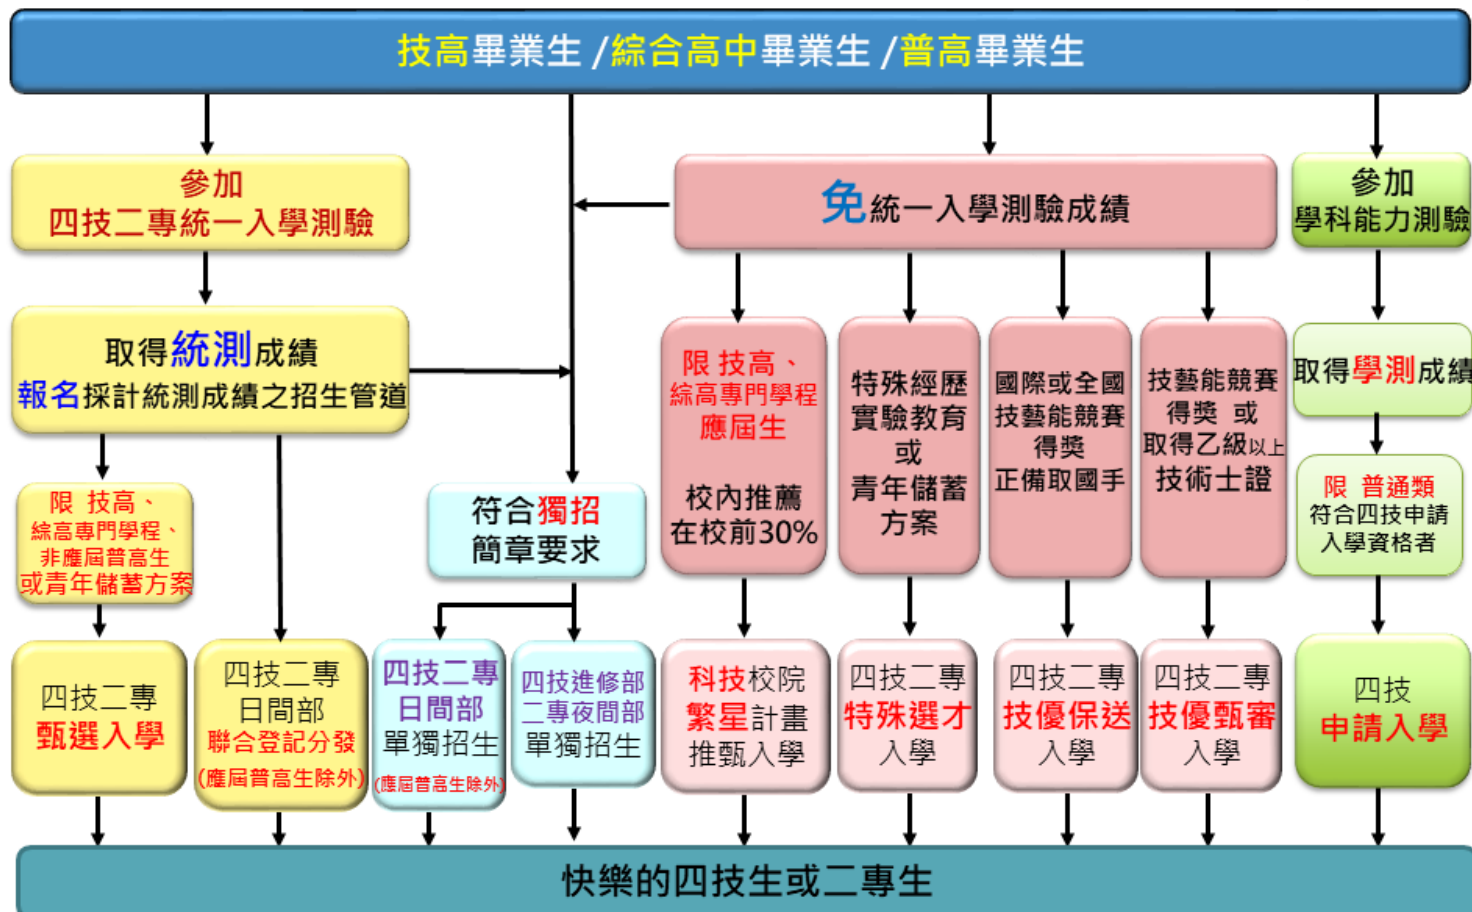 技高畢業生 /綜合高中畢業生 /普高畢業生
參加
四技二專統一入學測驗
免統一入學測驗成績
參加
學科能力測驗
取得統測成績
報名採計統測成績之招生管道
限 技高、
綜高專門學程
應屆生
校內推薦
在校前30%
特殊經歷
實驗教育
或
青年儲蓄
方案
國際或全國
技藝能競賽
得獎
正備取國手
技藝能競賽
得獎 或
取得乙級以上
技術士證
取得學測成績
限 技高、
綜高專門學程、
非應屆普高生
或青年儲蓄方案
符合獨招
簡章要求
限 普通類
符合四技申請
入學資格者
四技二專
甄選入學
四技二專
日間部
聯合登記分發
(應屆普高生除外)
四技二專
日間部
單獨招生
(應屆普高生除外)
四技進修部
二專夜間部
單獨招生
科技校院
繁星計畫
推甄入學
四技二專
特殊選才
入學
四技二專
技優保送
入學
四技二專
技優甄審
入學
四技
申請入學
快樂的四技生或二專生